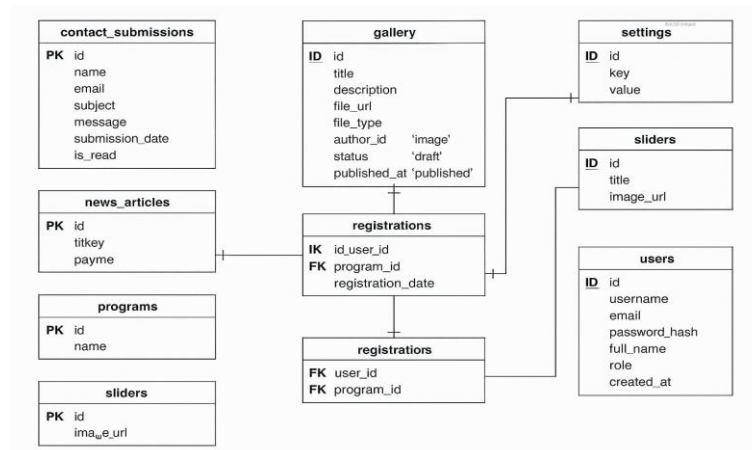 contact_submissions
PK id
name
email
subject
message
submission_date
is_read
news_articles
PK id
titkey
payme
programs
PK id
name
sliders
PK id
gallery
ID id
title
description
file_url
file_type
author_id 'image'
status 'draft'
published_at 'published'
registrations
IK id_user_id
FK program_id
registration_date
registratiors
FK user_id
FK program_id
settings
ID id
key
value
sliders
ID id
title
image_url
users
ID id
username
email
password_hash
full_name
role
created_at